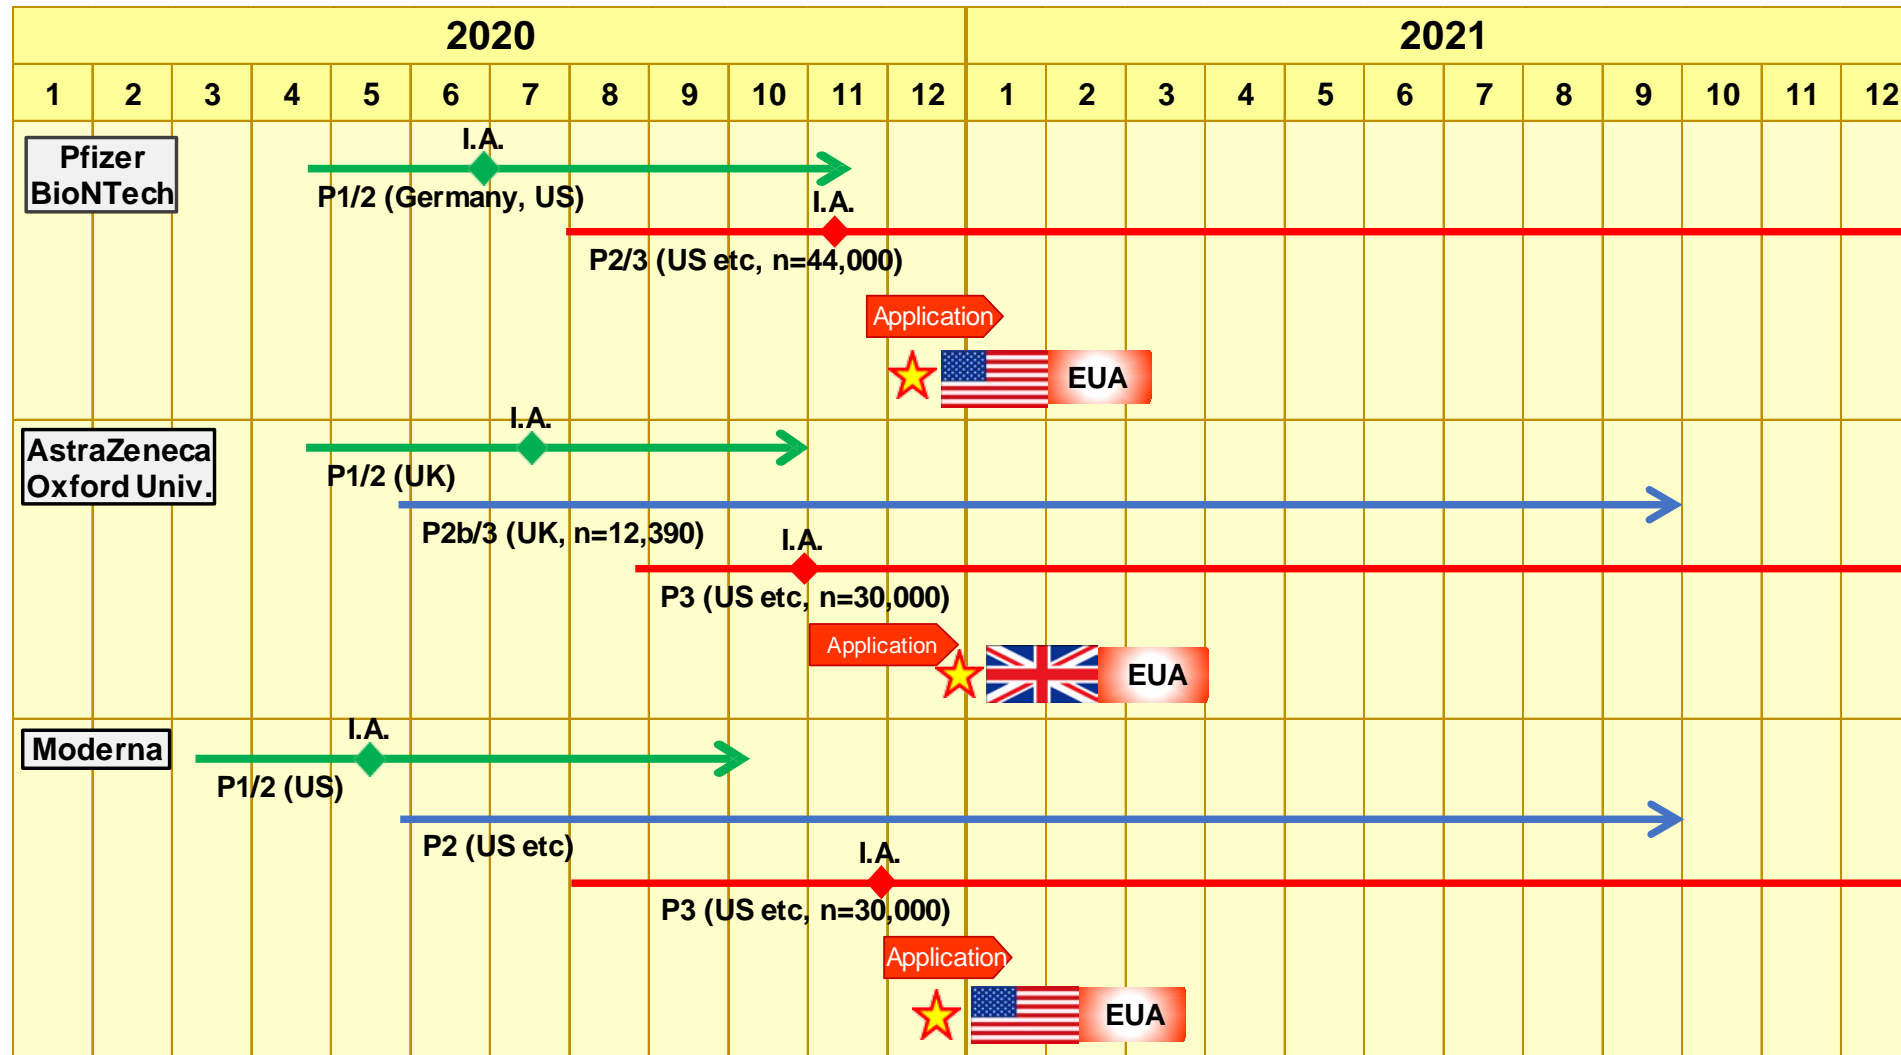 2020 2021
1 2 3 4 5 6 7 8 9 10 11 12 1 2 3 4 5 6 7 8 9 10 11 12
Pfizer
BioNTech
I.A.
P1/2 (Germany, US)
I.A.
P2/3 (US etc, n=44,000)
Application
EUA
AstraZeneca
Oxford Univ.
I.A.
P1/2 (UK)
P2b/3 (UK, n=12,390)
I.A.
P3 (US etc, n=30,000)
Application
EUA
Moderna
I.A.
P1/2 (US)
P2 (US etc)
I.A.
P3 (US etc, n=30,000)
Application
EUA